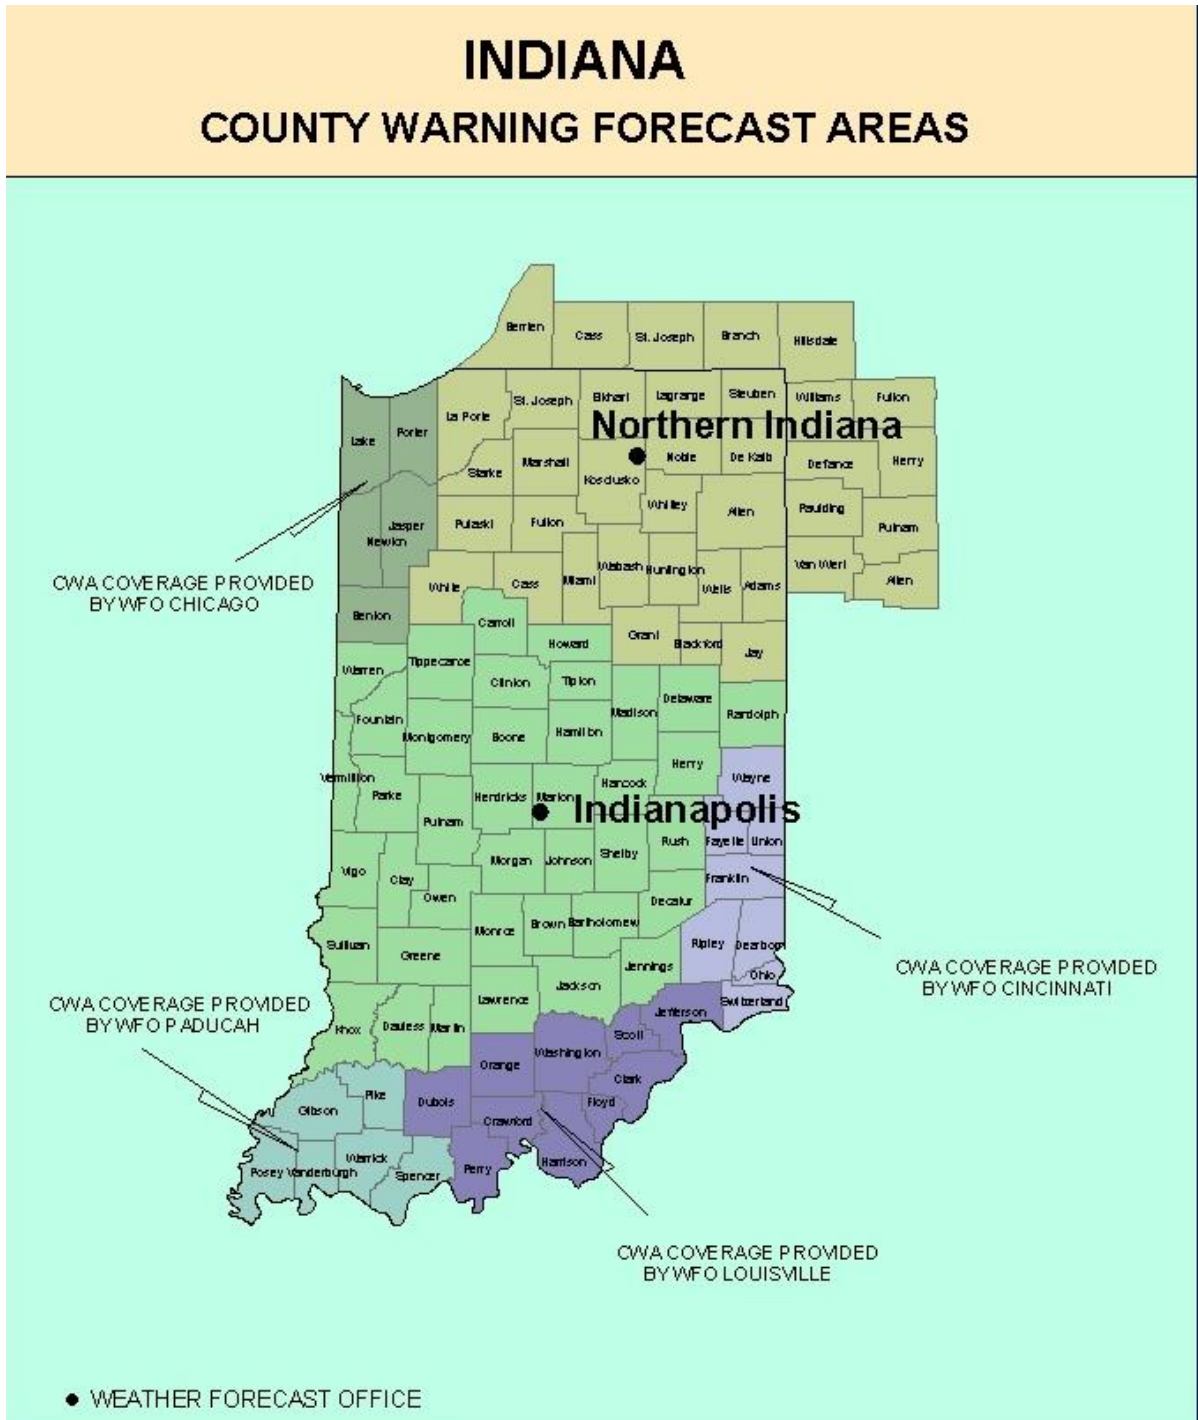 INDIANA
COUNTY WARNING FORECAST AREAS
Berrien
Cass
St. Joseph
Branch
Hillsdale
La Porte
St. Joseph
Elkhart
Lagrange
Steuben
Williams
Fulton
Lake
Porter
Northern Indiana
Starke
Marshall
Kosciusko
Noble
De Kalb
Defiance
Henry
Newton
Jasper
Pulaski
Fulton
Whitley
Allen
Paulding
Putnam
CWA COVERAGE PROVIDED
BY WFO CHICAGO
White
Cass
Miami
Wabash
Huntington
Wells
Adams
Van Wert
Allen
Benton
Carroll
Howard
Grant
Blackford
Jay
Warren
Tippecanoe
Clinton
Tipton
Madison
Delaware
Randolph
Fountain
Montgomery
Boone
Hamilton
Henry
Wayne
Vermillion
Parke
Putnam
Hendricks
Marion
Hancock
Indianapolis
Morgan
Johnson
Shelby
Rush
Fayette
Union
Vigo
Clay
Owen
Franklin
Decatur
Sullivan
Greene
Monroe
Brown
Bartholomew
Jennings
Ripley
Dearborn
Ohio
CWA COVERAGE PROVIDED
BY WFO CINCINNATI
CWA COVERAGE PROVIDED
BY WFO PADUCAH
Knox
Daviess
Martin
Lawrence
Jackson
Jefferson
Switzerland
Orange
Washington
Scott
Clark
Floyd
Gibson
Pike
Dubois
Crawford
Harrison
Posey
Vanderburgh
Warrick
Spencer
Perry
CWA COVERAGE PROVIDED
BY WFO LOUISVILLE
WEATHER FORECAST OFFICE